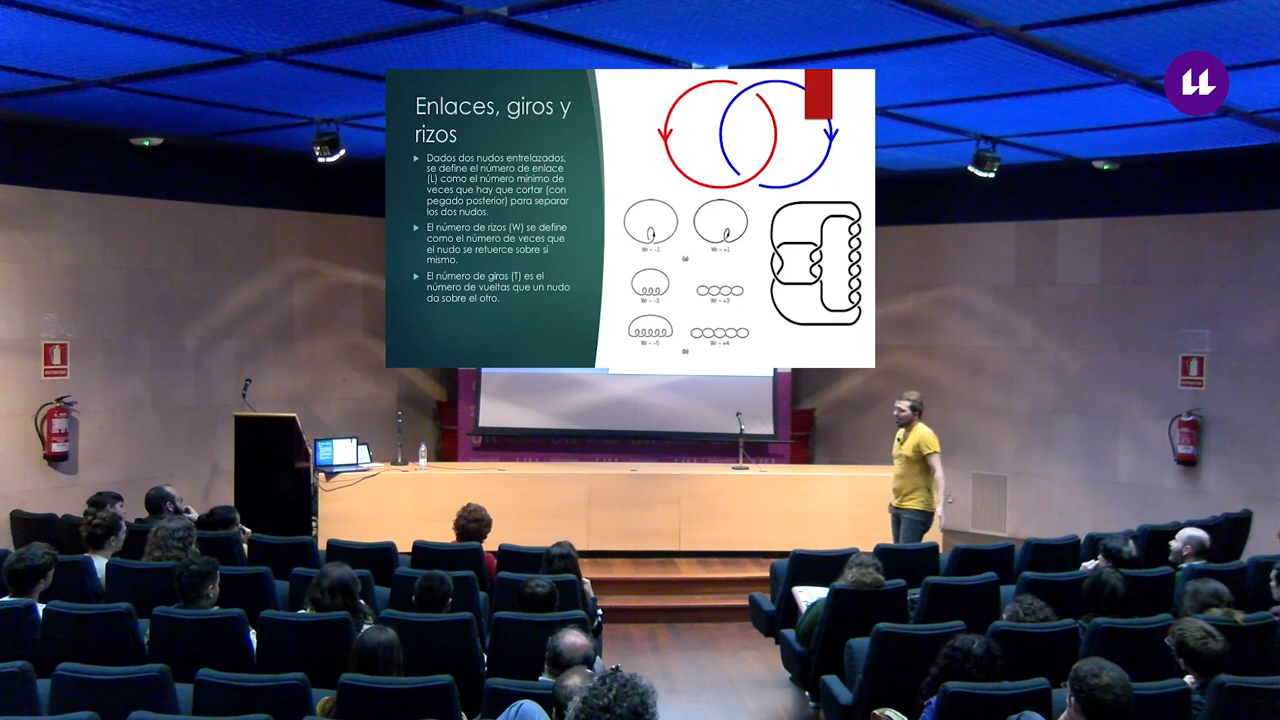 Enlaces, giros y
rizos
Dados dos nudos entrelazados,
se define el número de enlace
(L) como el número mínimo de
veces que hay que cortar (con
pegado posterior) para separar
los dos nudos.
El número de rizos (W) se define
como el número de veces que
el nudo se retuerce sobre sí
mismo.
El número de giros (T) es el
número de vueltas que un nudo
da sobre el otro.
Wr ~ -1
Wr ~ +1
(a)
Wr ~ -3
Wr ~ +3
Wr ~ -5
Wr ~ +4
(b)